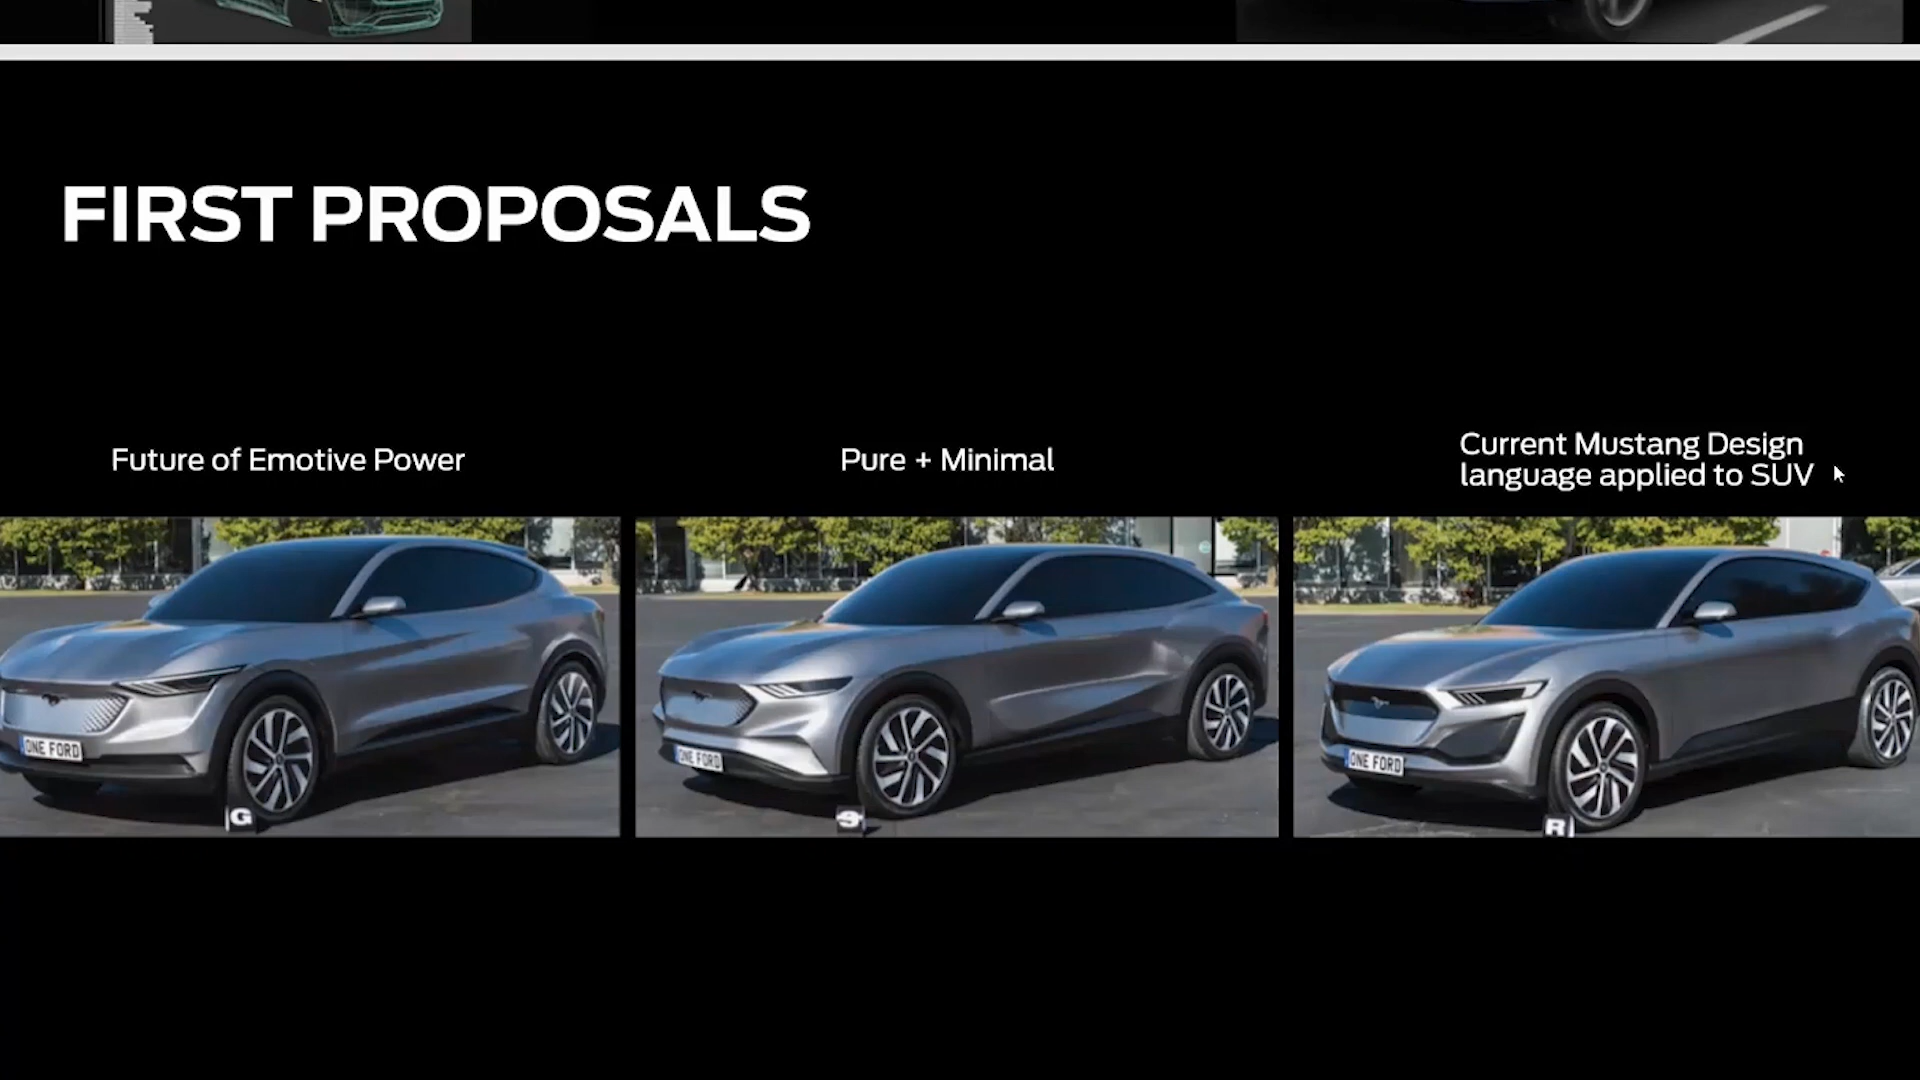 FIRST PROPOSALS
Future of Emotive Power
Pure + Minimal
Current Mustang Design
language applied to SUV
ONE FORD
ONE FORD
ONE FORD
G
9
R